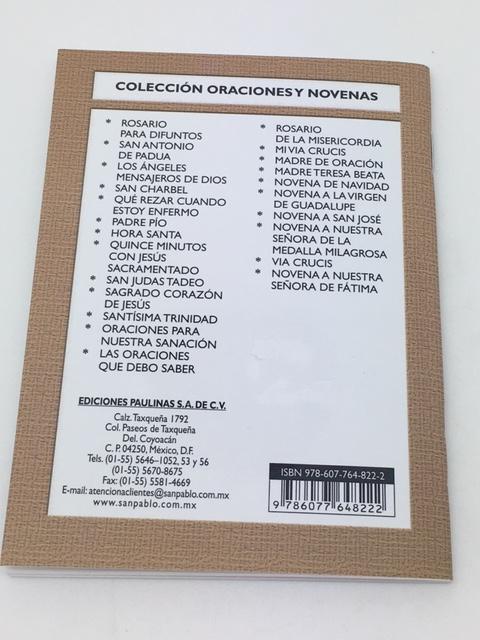 COLECCIÓN ORACIONES Y NOVENAS
* ROSARIO
PARA DIFUNTOS
* SAN ANTONIO
DE PADUA
* LOS ÁNGELES
MENSAJEROS DE DIOS
* SAN CHARBEL
* QUÉ REZAR CUANDO
ESTOY ENFERMO
* PADRE PÍO
* HORA SANTA
* QUINCE MINUTOS
CON JESÚS
SACRAMENTADO
* SAN JUDAS TADEO
* SAGRADO CORAZÓN
DE JESÚS
* SANTÍSIMA TRINIDAD
* ORACIONES PARA
NUESTRA SANACIÓN
* LAS ORACIONES
QUE DEBO SABER
* ROSARIO
DE LA MISERICORDIA
* MI VIA CRUCIS
* MADRE DE ORACIÓN
* MADRE TERESA BEATA
* NOVENA DE NAVIDAD
* NOVENA A LA VIRGEN
DE GUADALUPE
* NOVENA A SAN JOSÉ
* NOVENA A NUESTRA
SEÑORA DE LA
MEDALLA MILAGROSA
* VIA CRUCIS
* NOVENA A NUESTRA
SEÑORA DE FÁTIMA
EDICIONES PAULINAS S.A. DE C.V.
Calz. Taxqueña 1792
Col. Paseos de Taxqueña
Del. Coyoacán
C. P. 04250, México, D.F.
Tels. (01-55) 5646–1052, 53 y 56
(01-55) 5670-8675
Fax: (01-55) 5581-4669
E-mail: atencionaclientes@sanpablo.com.mx
www.sanpablo.com.mx
ISBN 978-607-764-822-2
9 786077 648222